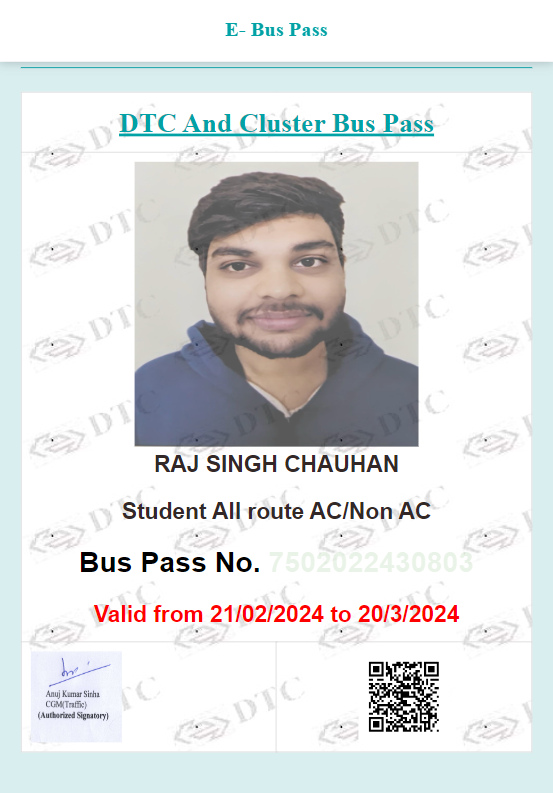 E- Bus Pass
DTC And Cluster Bus Pass
RAJ SINGH CHAUHAN
Student All route AC/Non AC
Bus Pass No. 7502022430803
Valid from 21/02/2024 to 20/3/2024
Anuj Kumar Sinha
CGM(Traffic)
(Authorized Signatory)
DTC